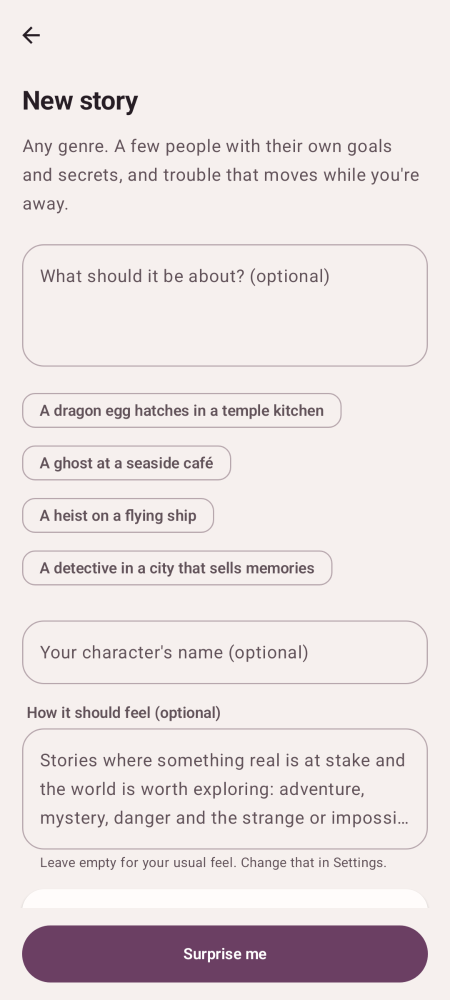 New story
Any genre. A few people with their own goals
and secrets, and trouble that moves while you're
away.
What should it be about? (optional)
A dragon egg hatches in a temple kitchen
A ghost at a seaside café
A heist on a flying ship
A detective in a city that sells memories
Your character's name (optional)
How it should feel (optional)
Stories where something real is at stake and
the world is worth exploring: adventure,
mystery, danger and the strange or impossi…
Leave empty for your usual feel. Change that in Settings.
Surprise me